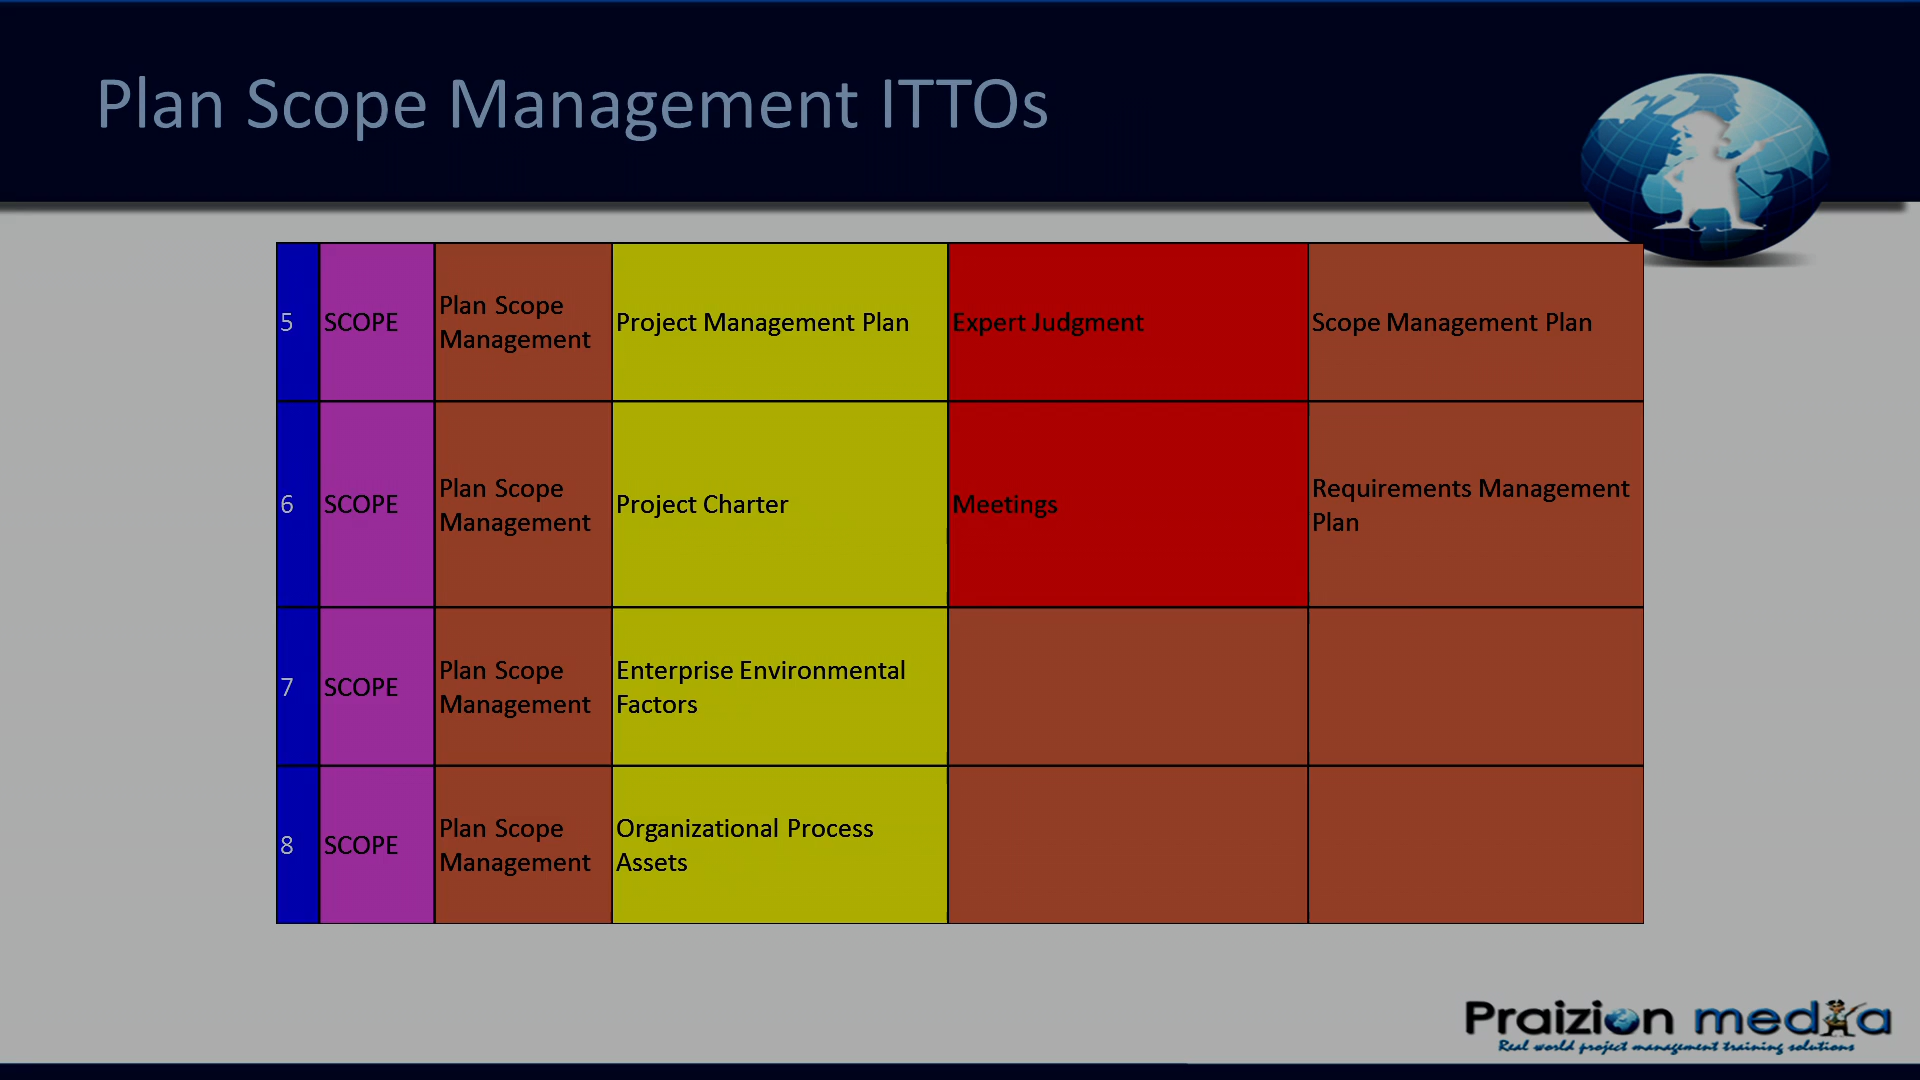 Plan Scope Management ITTOs
5 SCOPE Plan Scope Management Project Management Plan Expert Judgment Scope Management Plan
6 SCOPE Plan Scope Management Project Charter Meetings Requirements Management Plan
7 SCOPE Plan Scope Management Enterprise Environmental Factors
8 SCOPE Plan Scope Management Organizational Process Assets
Praizion media
Real world project management training solutions